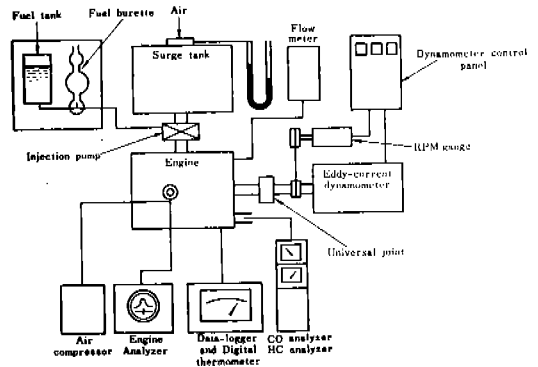 Fuel tank
Fuel burette
Air
Flow
meter
Surge tank
Dynamometer control
panel
Injection pump
Engine
RPM gauge
Eddy-current
dynamometer
Universal joint
Air
compressor
Engine
Analyzer
Data-logger
and Digital
thermometer
CO analyzer
HC analyzer